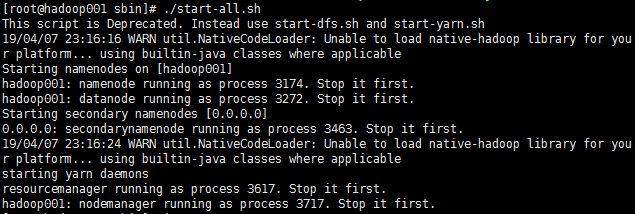 [root@hadoop001 sbin]# ./start-all.sh
This script is Deprecated. Instead use start-dfs.sh and start-yarn.sh
19/04/07 23:16:16 WARN util.NativeCodeLoader: Unable to load native-hadoop library for you
r platform... using builtin-java classes where applicable
Starting namenodes on [hadoop001]
hadoop001: namenode running as process 3174. Stop it first.
hadoop001: datanode running as process 3272. Stop it first.
Starting secondary namenodes [0.0.0.0]
0.0.0.0: secondarynamenode running as process 3463. Stop it first.
19/04/07 23:16:24 WARN util.NativeCodeLoader: Unable to load native-hadoop library for you
r platform... using builtin-java classes where applicable
starting yarn daemons
resourcemanager running as process 3617. Stop it first.
hadoop001: nodemanager running as process 3717. Stop it first.